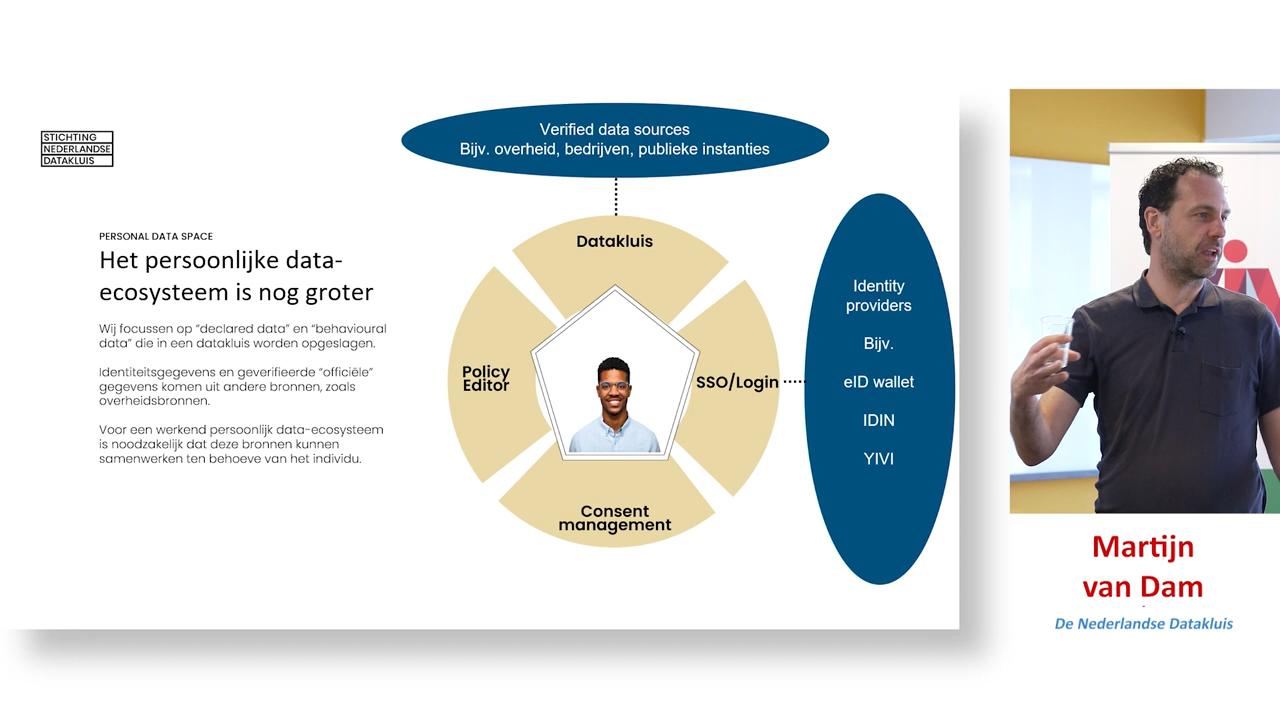 STICHTING
NEDERLANDSE
DATAKLUIS
PERSONAL DATA SPACE
Het persoonlijke data-
ecosysteem is nog groter
Wij focussen op “declared data” en “behavioural
data” die in een datakluis worden opgeslagen.
Identiteitsgegevens en geverifieerde “officiële”
gegevens komen uit andere bronnen, zoals
overheidsbronnen.
Voor een werkend persoonlijk data-ecosysteem
is noodzakelijk dat deze bronnen kunnen
samenwerken ten behoeve van het individu.
Verified data sources
Bijv. overheid, bedrijven, publieke instanties
Datakluis
Policy
Editor
SSO/Login
Consent
management
Identity
providers
Bijv.
eID wallet
IDIN
YIVI
Martijn
van Dam
De Nederlandse Datakluis